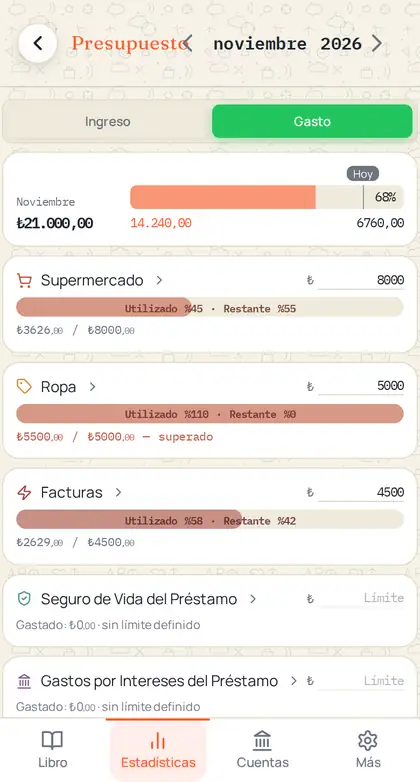 Presupuesto noviembre 2026
Ingreso Gasto
Hoy
Noviembre 68%
₺21.000,00 14.240,00 6760,00
Supermercado ₺ 8000
Utilizado %45 · Restante %55
₺3626,00 / ₺8000,00
Ropa ₺ 5000
Utilizado %110 · Restante %0
₺5500,00 / ₺5000,00 — superado
Facturas ₺ 4500
Utilizado %58 · Restante %42
₺2629,00 / ₺4500,00
Seguro de Vida del Préstamo ₺ Límite
Gastado: ₺0,00 · sin límite definido
Gastos por Intereses del Préstamo ₺ Límite
Gastado: ₺0,00 · sin límite definido
Libro Estadísticas Cuentas Más